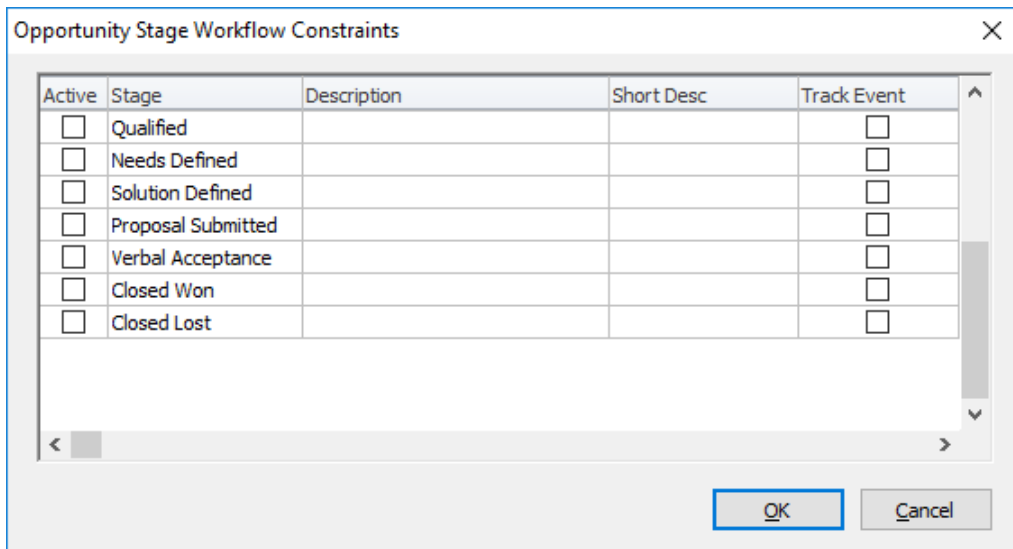 Opportunity Stage Workflow Constraints
Active Stage Description Short Desc Track Event
Qualified
Needs Defined
Solution Defined
Proposal Submitted
Verbal Acceptance
Closed Won
Closed Lost
OK Cancel